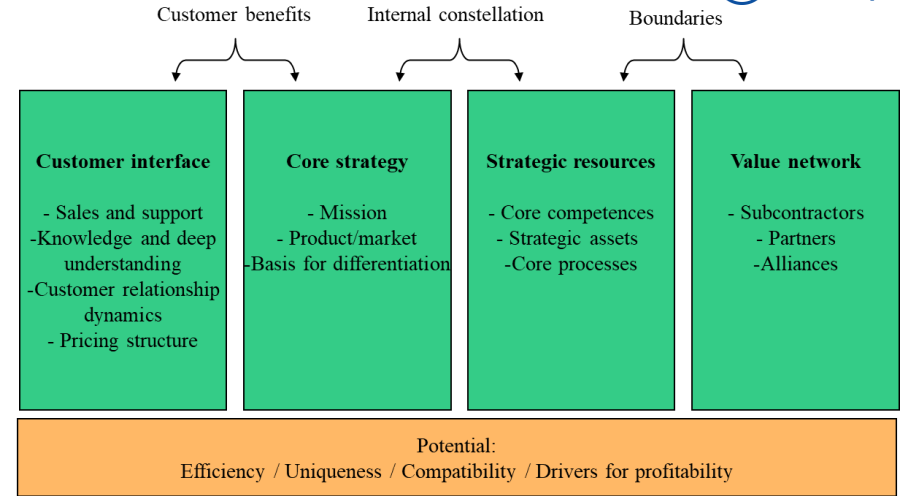 Customer benefits
Internal constellation
Boundaries
Customer interface
- Sales and support
-Knowledge and deep
understanding
-Customer relationship
dynamics
- Pricing structure
Core strategy
- Mission
- Product/market
-Basis for differentiation
Strategic resources
- Core competences
- Strategic assets
-Core processes
Value network
- Subcontractors
- Partners
-Alliances
Potential:
Efficiency / Uniqueness / Compatibility / Drivers for profitability